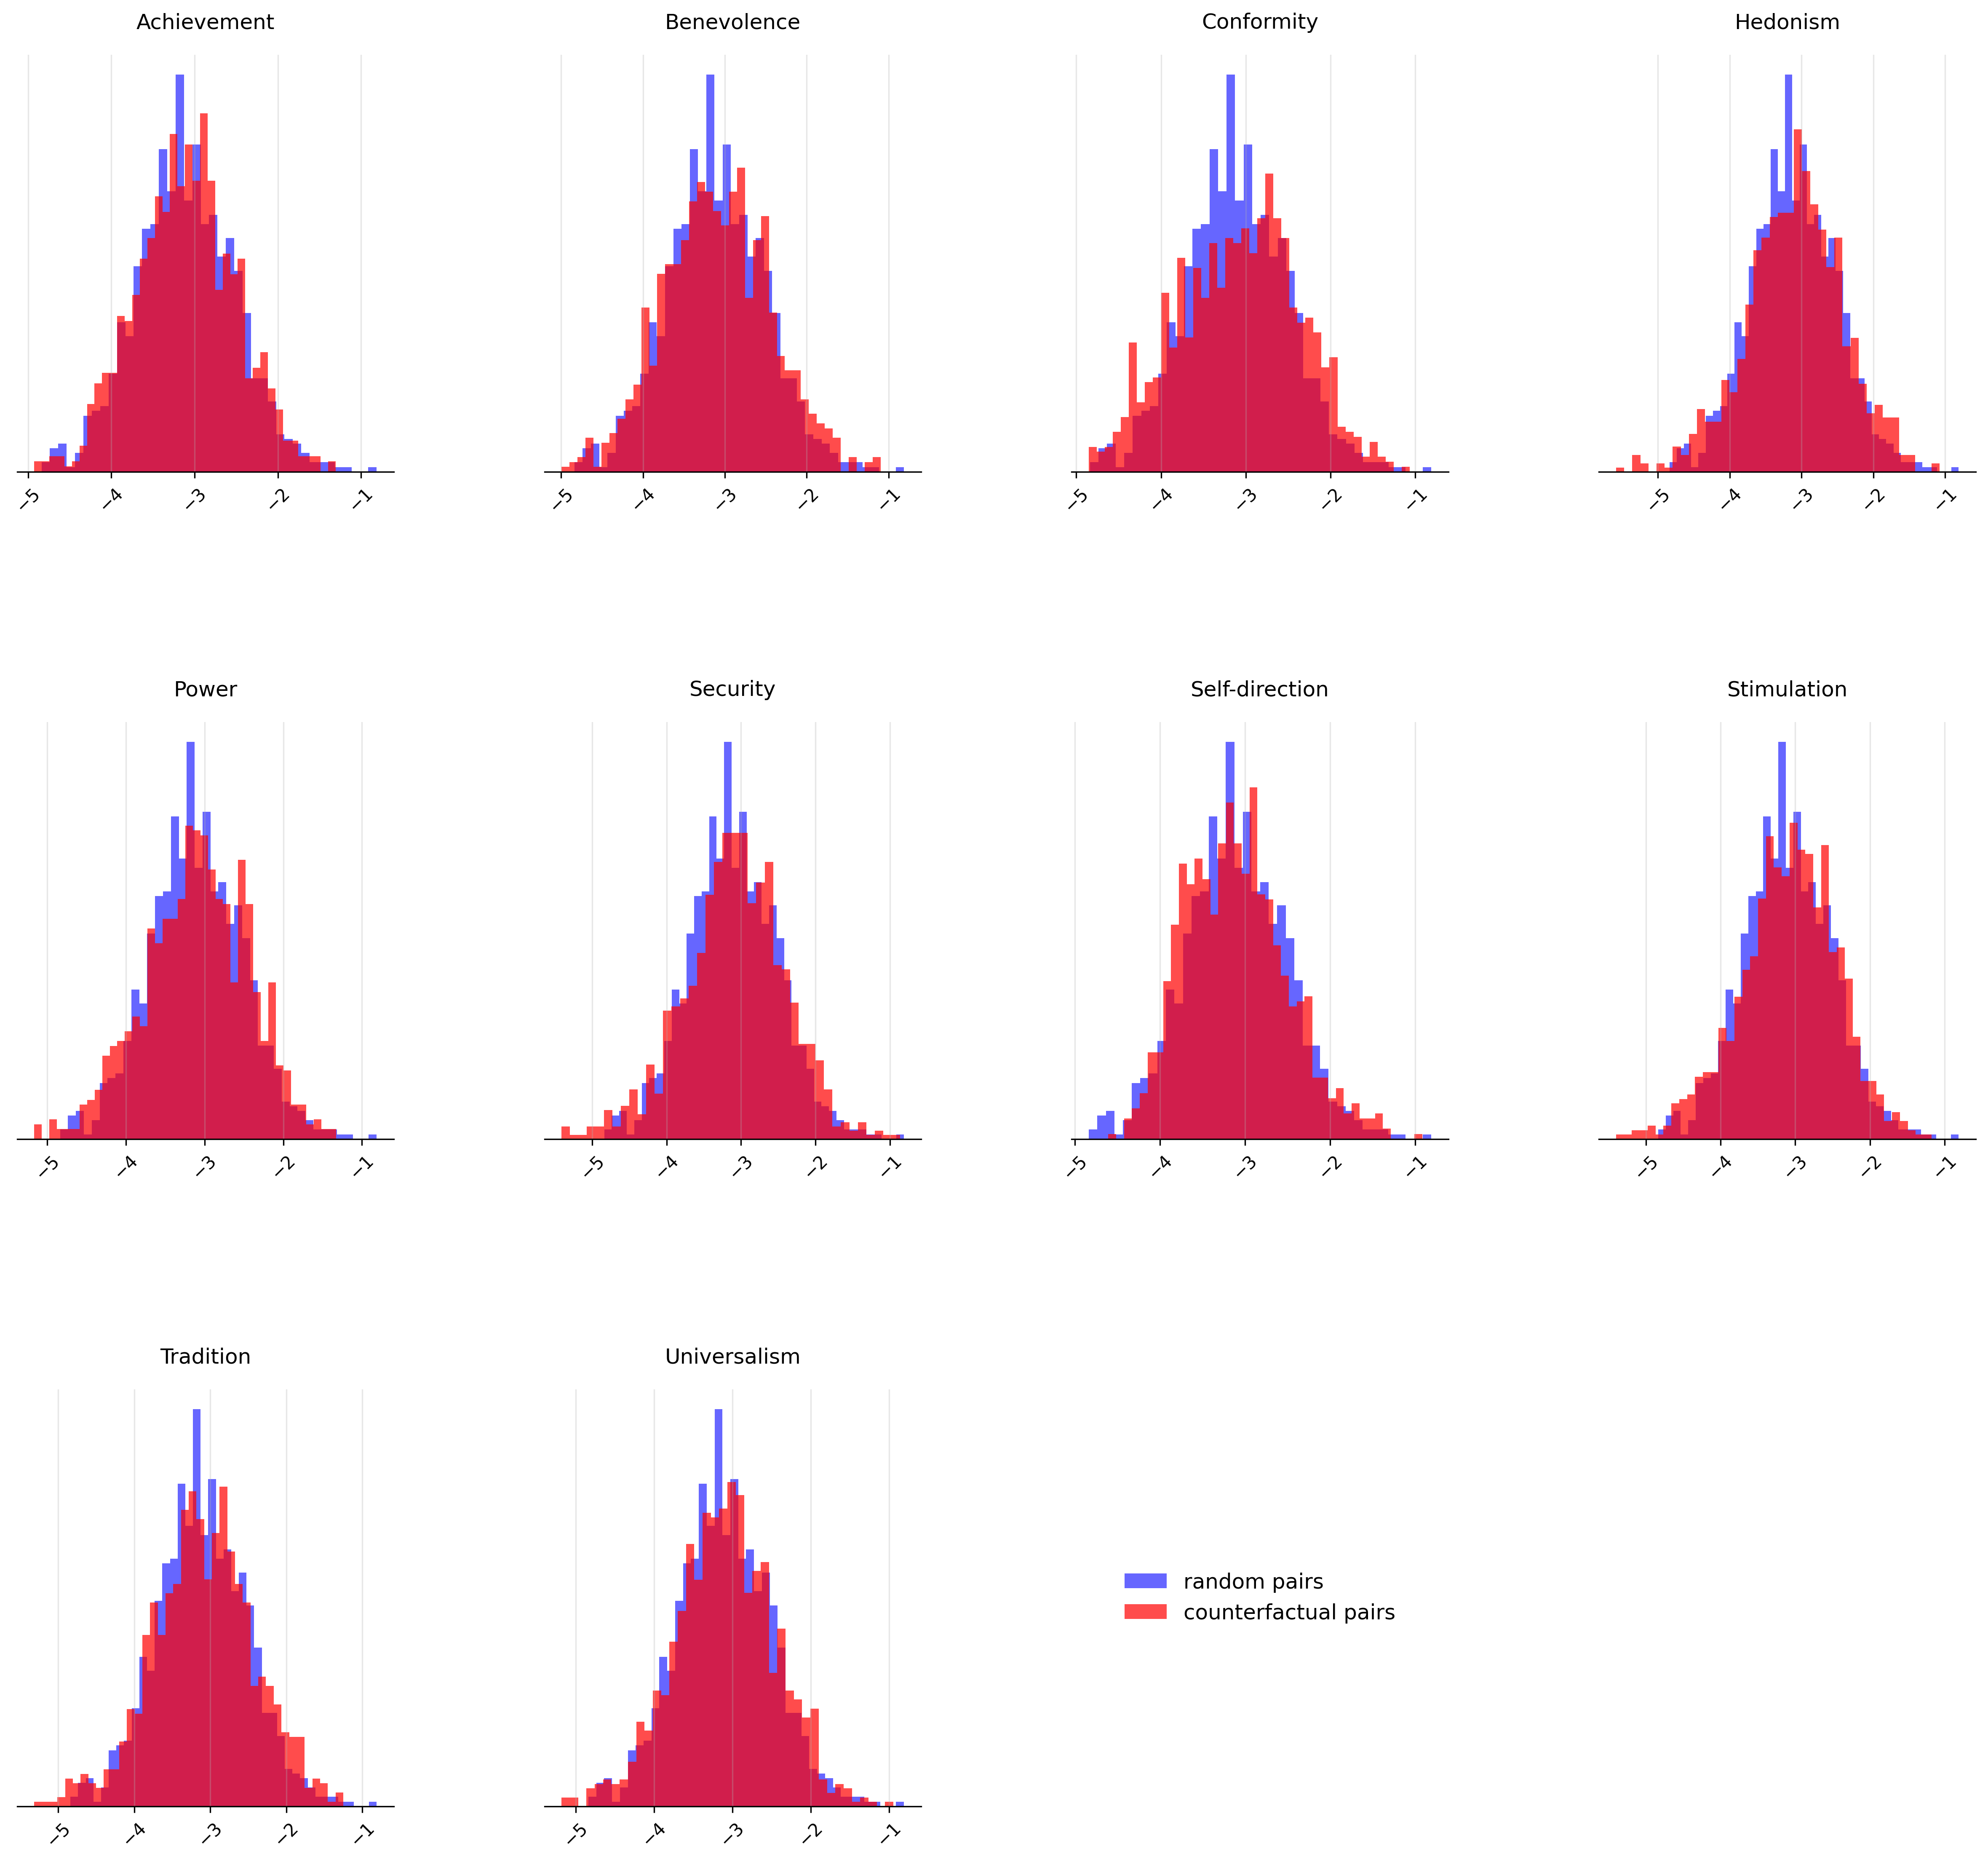 Achievement
Benevolence
Conformity
Hedonism
−5 −4 −3 −2 −1
−5 −4 −3 −2 −1
−5 −4 −3 −2 −1
−5 −4 −3 −2 −1
Power
Security
Self-direction
Stimulation
−5 −4 −3 −2 −1
−5 −4 −3 −2 −1
−5 −4 −3 −2 −1
−5 −4 −3 −2 −1
Tradition
Universalism
random pairs
counterfactual pairs
−5 −4 −3 −2 −1
−5 −4 −3 −2 −1